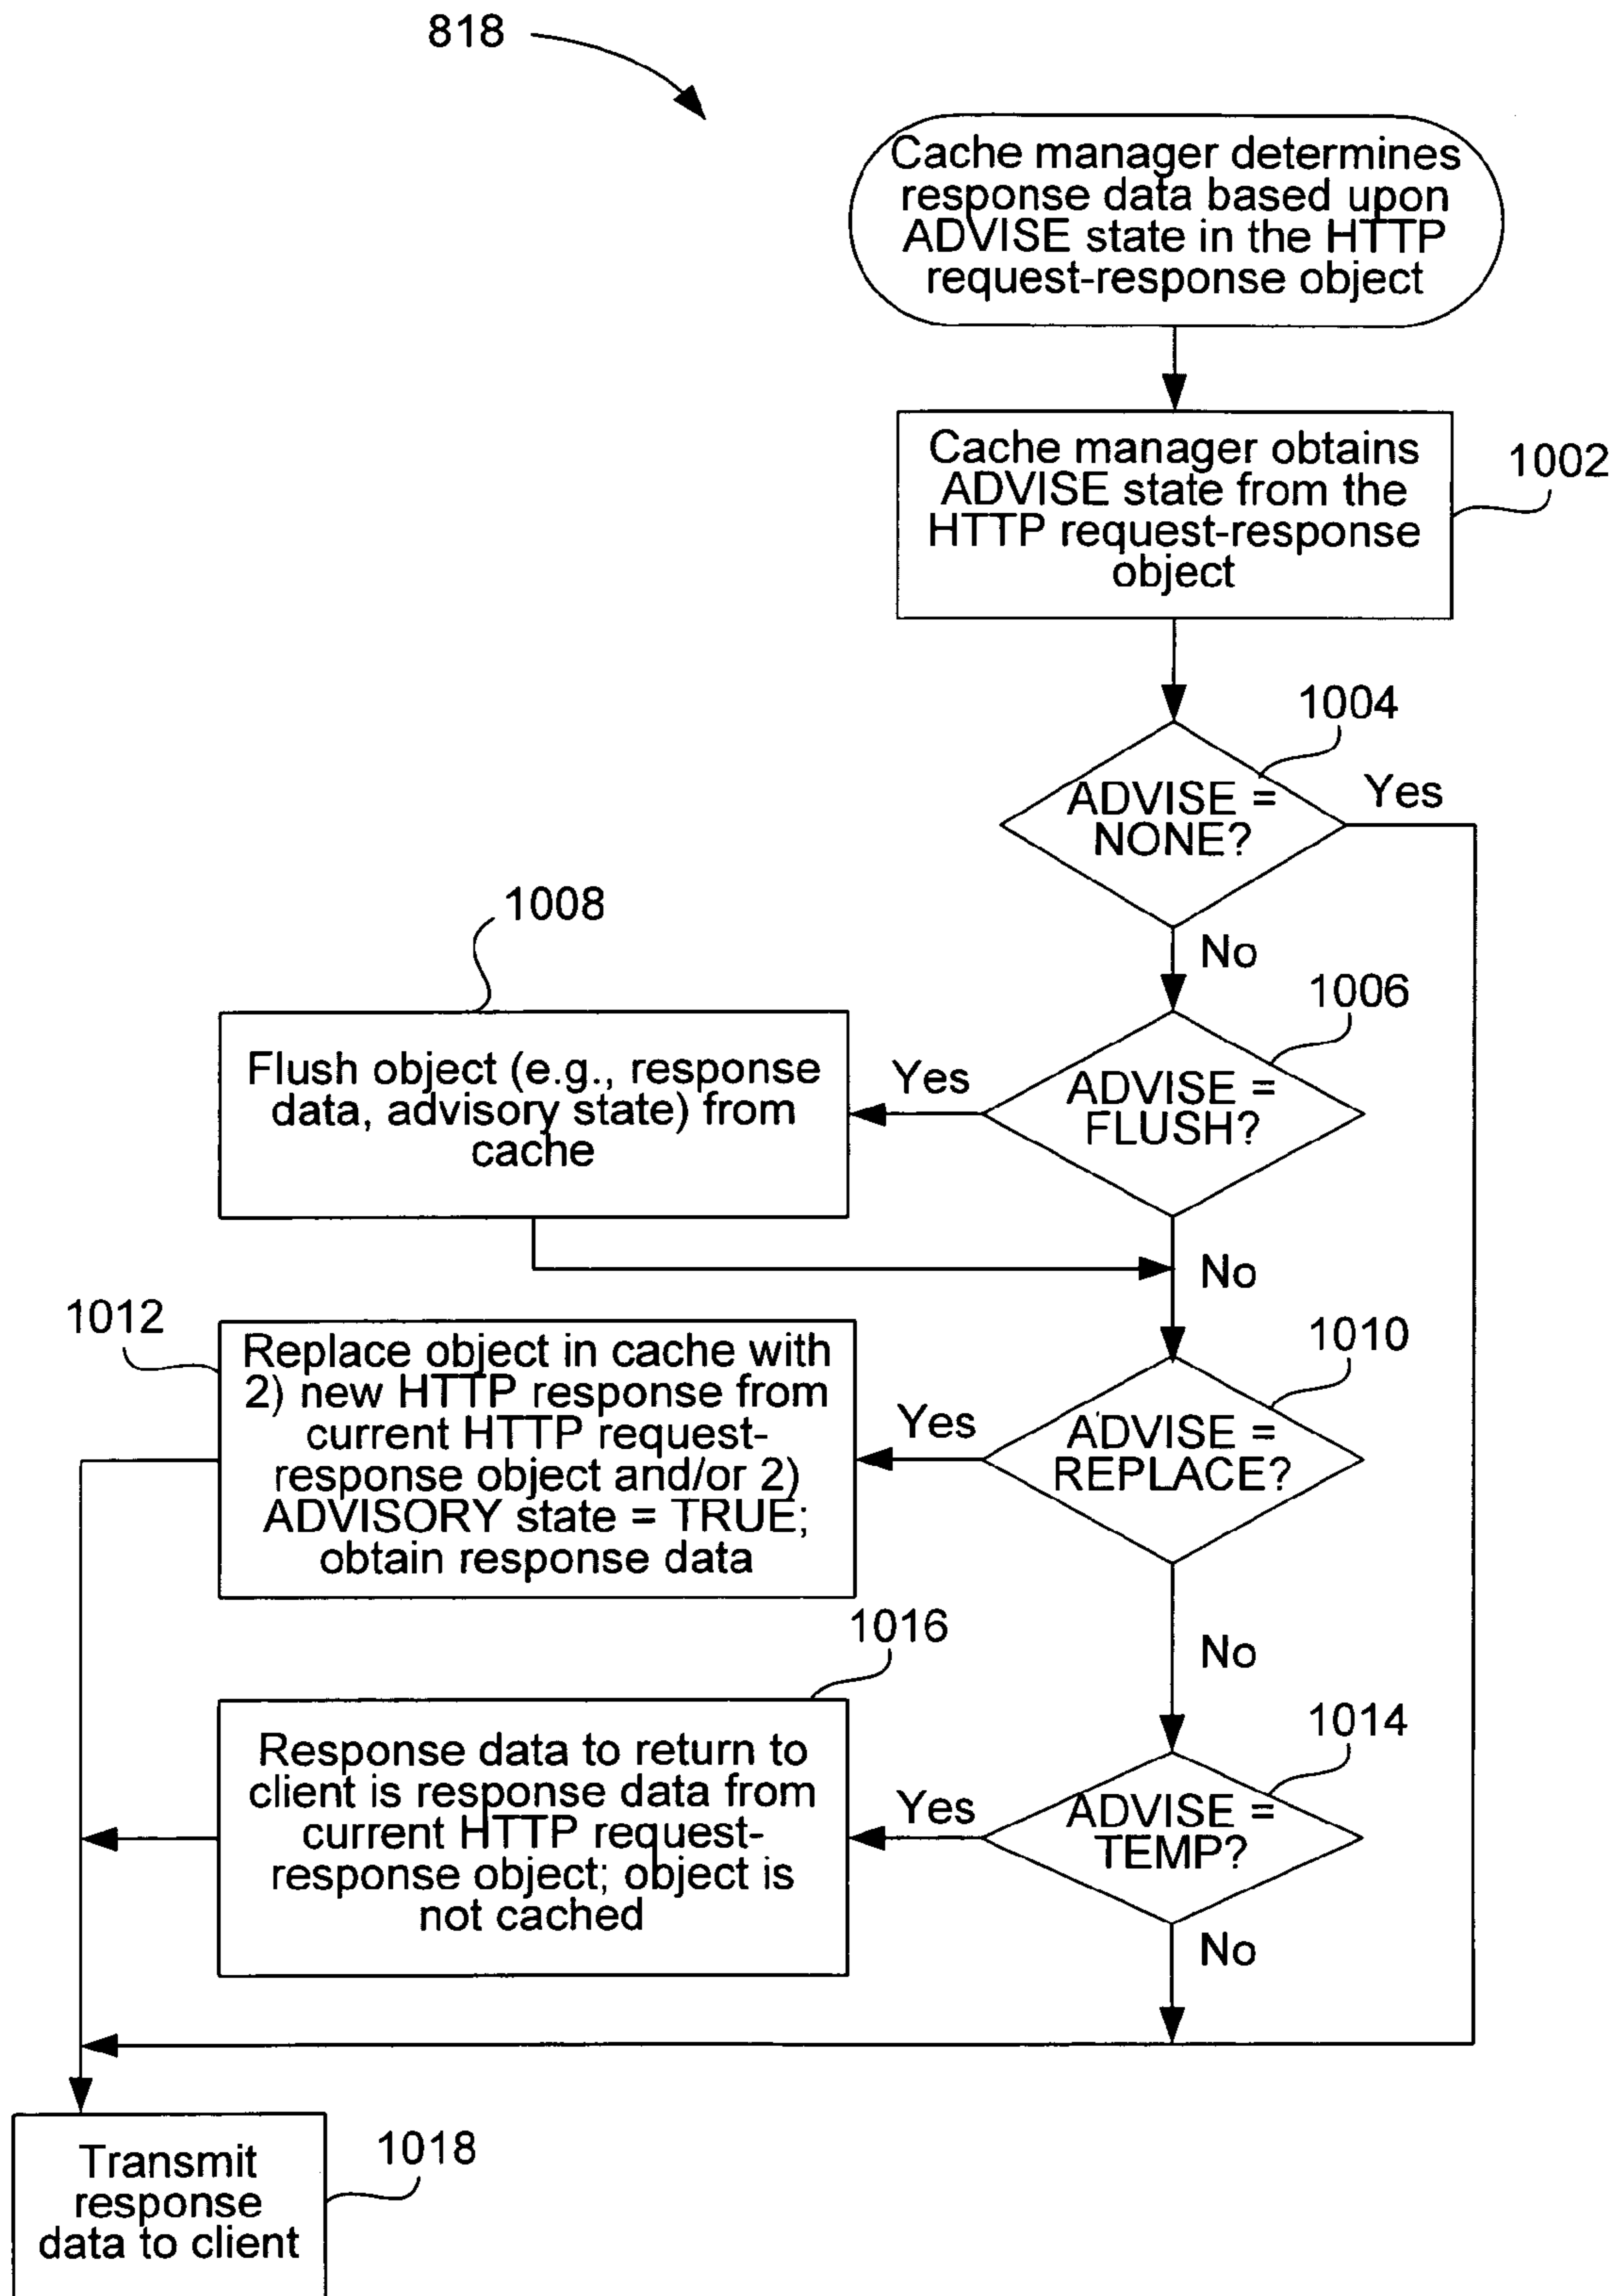 818
Cache manager determines
response data based upon
ADVISE state in the HTTP
request-response object
Cache manager obtains
ADVISE state from the
HTTP request-response
object
1002
1004
ADVISE =
NONE?
Yes
No
1008
1006
Flush object (e.g., response
data, advisory state) from
cache
Yes
ADVISE =
FLUSH?
No
1012
1010
Replace object in cache with
2) new HTTP response from
current HTTP request-
response object and/or 2)
ADVISORY state = TRUE;
obtain response data
Yes
ADVISE =
REPLACE?
No
1016
1014
Response data to return to
client is response data from
current HTTP request-
response object; object is
not cached
Yes
ADVISE =
TEMP?
No
Transmit
response
data to client
1018